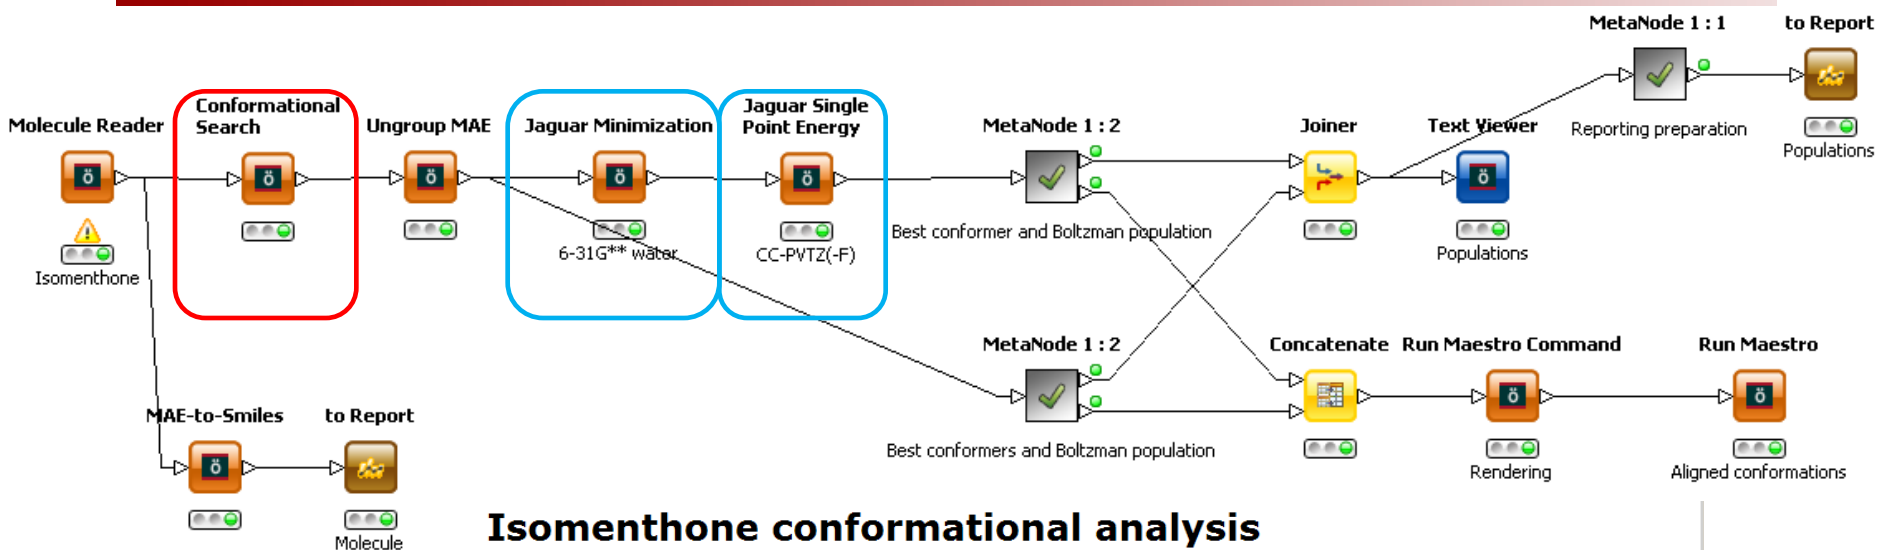 MetaNode 1 : 1
to Report
Conformational
Search
Jaguar Single
Point Energy
Molecule Reader
Ungroup MAE
Jaguar Minimization
MetaNode 1 : 2
Joiner
Text Viewer
Reporting preparation
Populations
Best conformer and Boltzman population
6-31G** water
CC-PVTZ(-F)
Populations
Isomenthone
MetaNode 1 : 2
Concatenate
Run Maestro Command
Run Maestro
MAE-to-Smiles
to Report
Best conformers and Boltzman population
Rendering
Aligned conformations
Molecule
Isomenthone conformational analysis